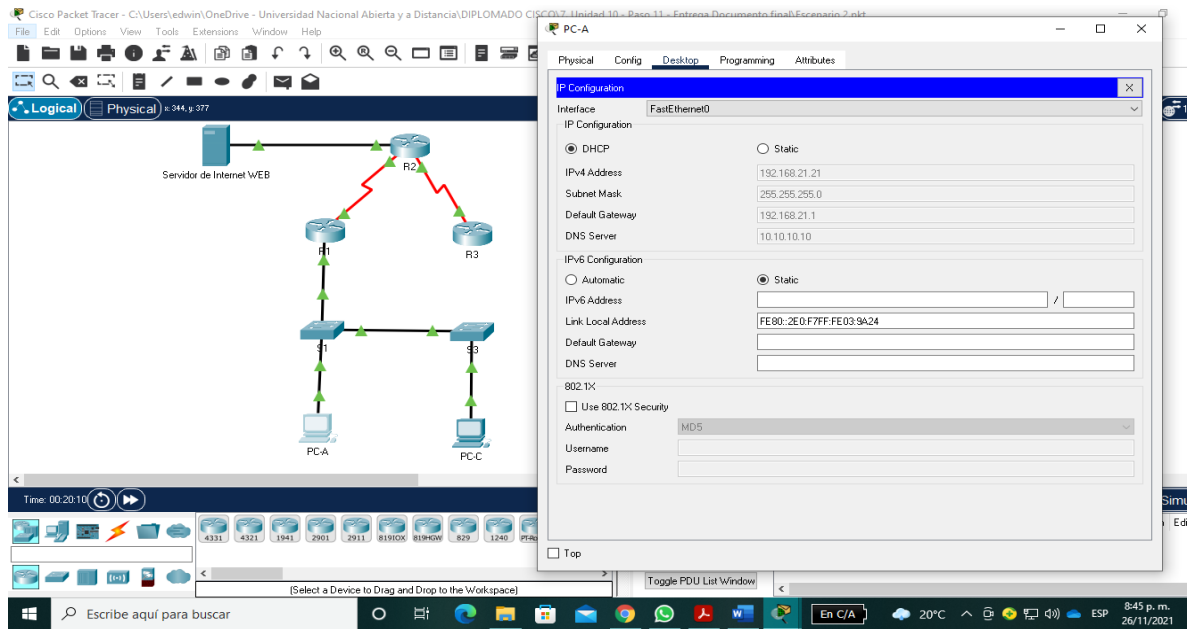 Cisco Packet Tracer - C:\Users\edwin\OneDrive - Universidad Nacional Abierta y a Distancia\DIPLOMADO CISCO\7. Unidad 10 - Paso 11 - Entrega Documento final\Escenario 2.pkt
File Edit Options View Tools Extensions Window Help
Logical Physical x: 344, y: 377
Servidor de Internet WEB
R2
R1
R3
S1
S3
PC-A
PC-C
Time: 00:20:10
4331 4321 1941 2901 2911 819IOX 819HGW 829 1240
(Select a Device to Drag and Drop to the Workspace)
PC-A
Physical Config Desktop Programming Attributes
IP Configuration X
Interface FastEthernet0
IP Configuration
DHCP Static
IPv4 Address 192.168.21.21
Subnet Mask 255.255.255.0
Default Gateway 192.168.21.1
DNS Server 10.10.10.10
IPv6 Configuration
Automatic Static
IPv6 Address /
Link Local Address FE80::2E0:F7FF:FE03:9A24
Default Gateway
DNS Server
802.1X
Use 802.1X Security
Authentication MD5
Username
Password
Top
Simu
Edi
Toggle PDU List Window
Escribe aquí para buscar
En C/A
20°C
ESP
8:45 p. m.
26/11/2021